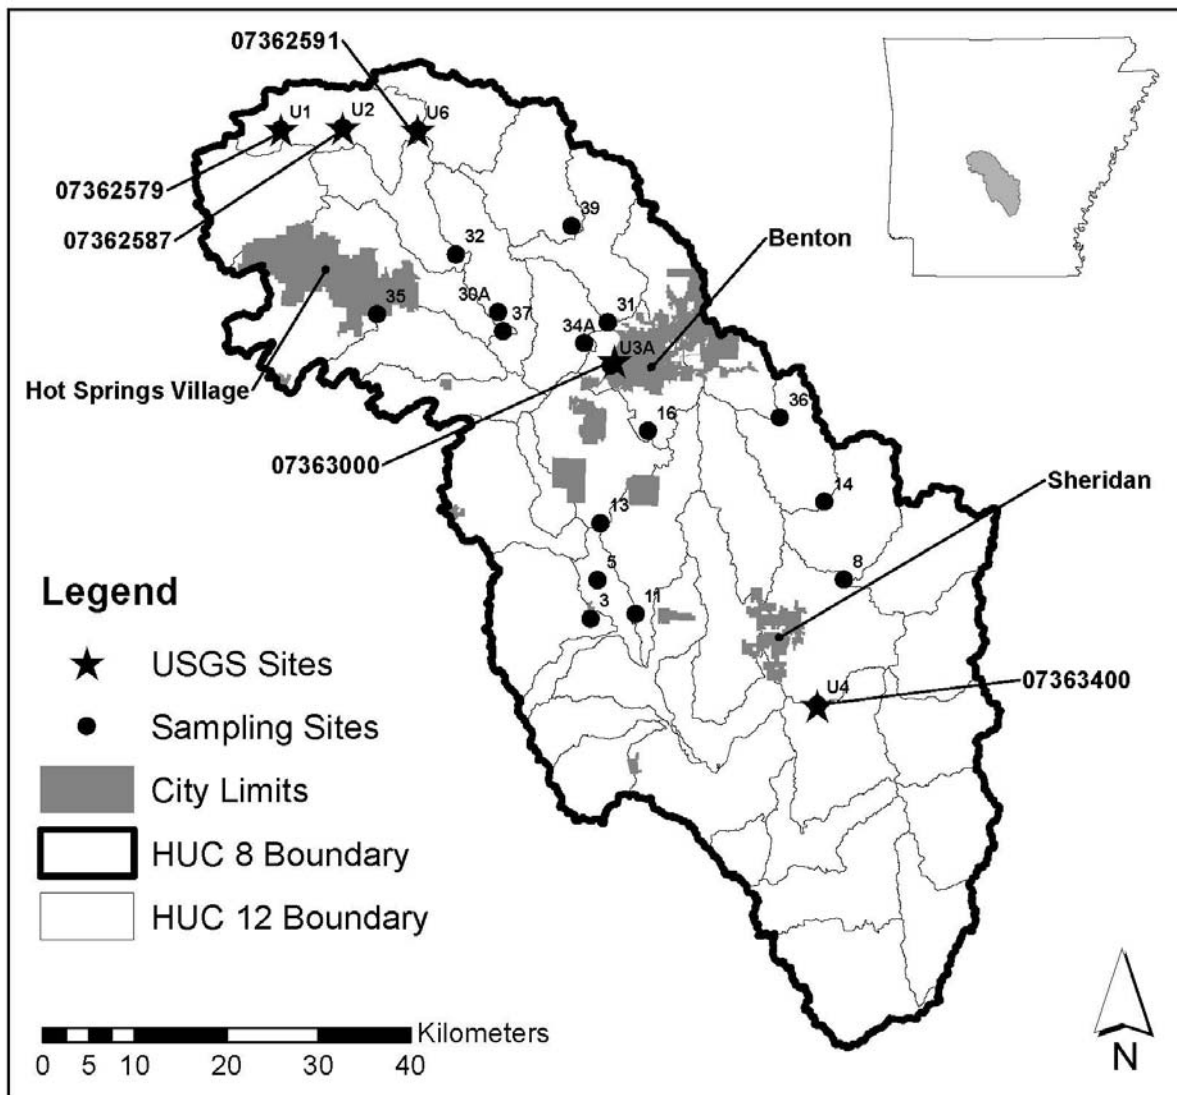 07362591
U1
U2
U6
07362579
07362587
39
Benton
32
35
30A
37
31
34A
U3A
Hot Springs Village
36
16
07363000
Sheridan
14
13
8
5
3
11
U4
07363400
Legend
USGS Sites
Sampling Sites
City Limits
HUC 8 Boundary
HUC 12 Boundary
Kilometers
0 5 10 20 30 40
N